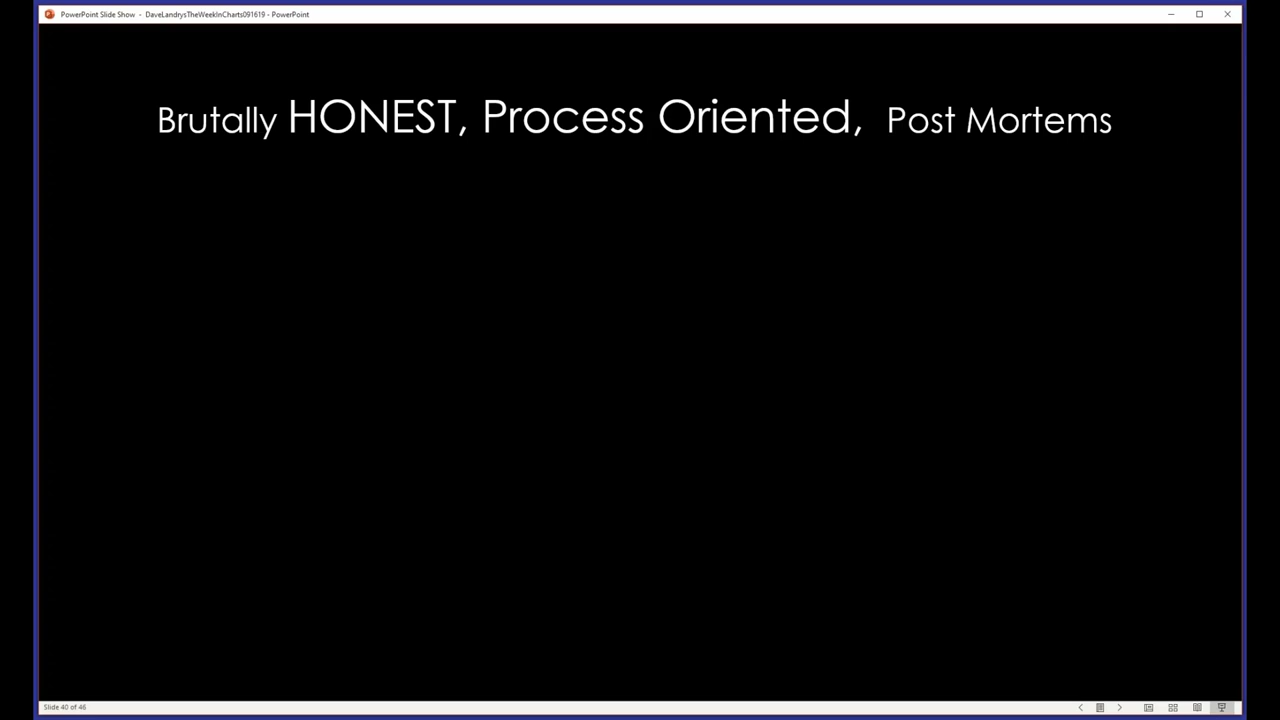 PowerPoint Slide Show - DaveLandrysTheWeekInCharts091619 - PowerPoint
Brutally HONEST, Process Oriented, Post Mortems
Slide 40 of 46